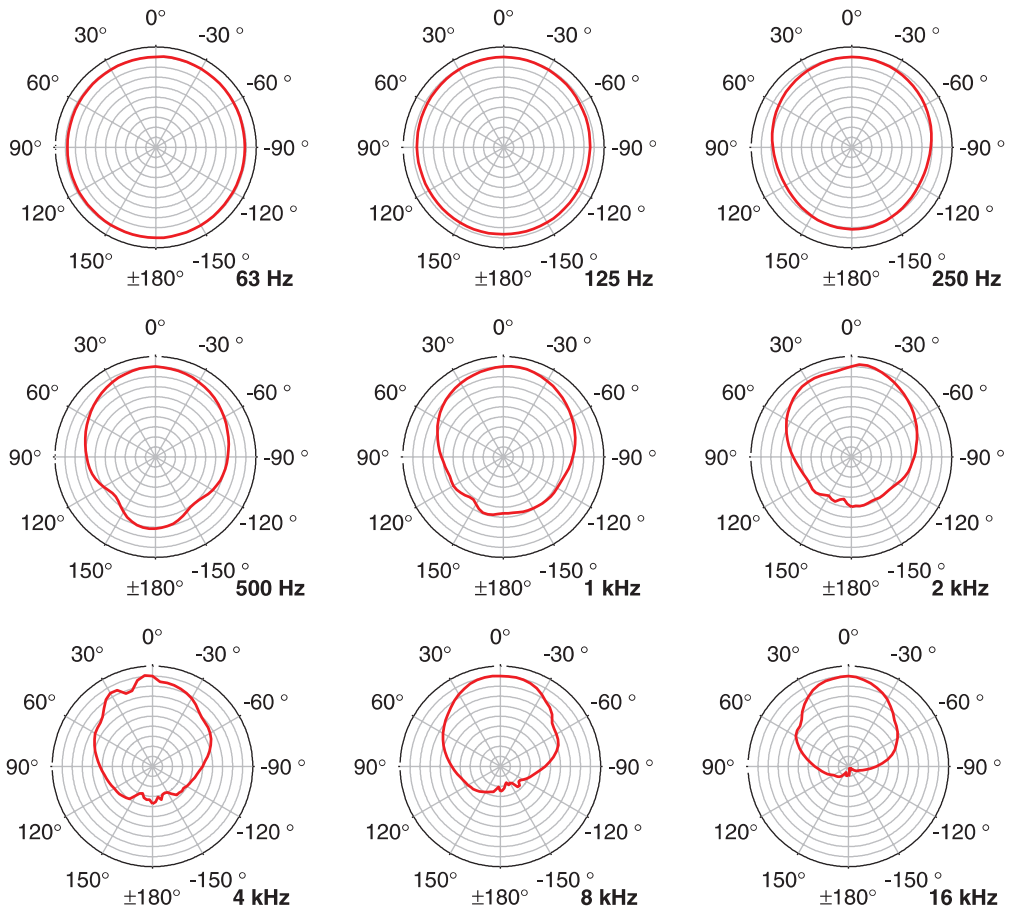 0° 0° 0°
30° -30 ° 30° -30 ° 30° -30 °
60° -60 ° 60° -60 ° 60° -60 °
90° -90 ° 90° -90 ° 90° -90 °
120° -120 ° 120° -120 ° 120° -120 °
150° -150 ° 150° -150 ° 150° -150 °
±180° 63 Hz ±180° 125 Hz ±180° 250 Hz
0° 0° 0°
30° -30 ° 30° -30 ° 30° -30 °
60° -60 ° 60° -60 ° 60° -60 °
90° -90 ° 90° -90 ° 90° -90 °
120° -120 ° 120° -120 ° 120° -120 °
150° -150 ° 150° -150 ° 150° -150 °
±180° 500 Hz ±180° 1 kHz ±180° 2 kHz
0° 0° 0°
30° -30 ° 30° -30 ° 30° -30 °
60° -60 ° 60° -60 ° 60° -60 °
90° -90 ° 90° -90 ° 90° -90 °
120° -120 ° 120° -120 ° 120° -120 °
150° -150 ° 150° -150 ° 150° -150 °
±180° 4 kHz ±180° 8 kHz ±180° 16 kHz